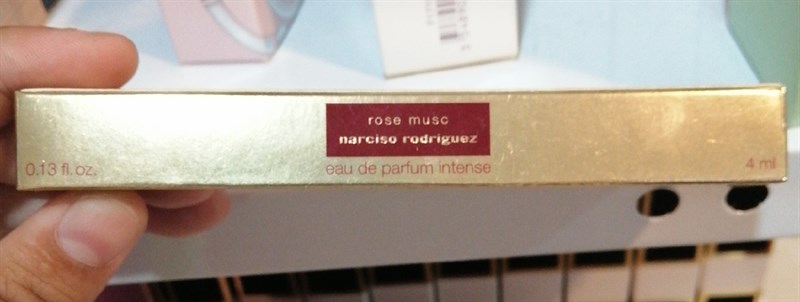 rose musc
narciso rodriguez
0.13 fl.oz.
eau de parfum intense
4 ml